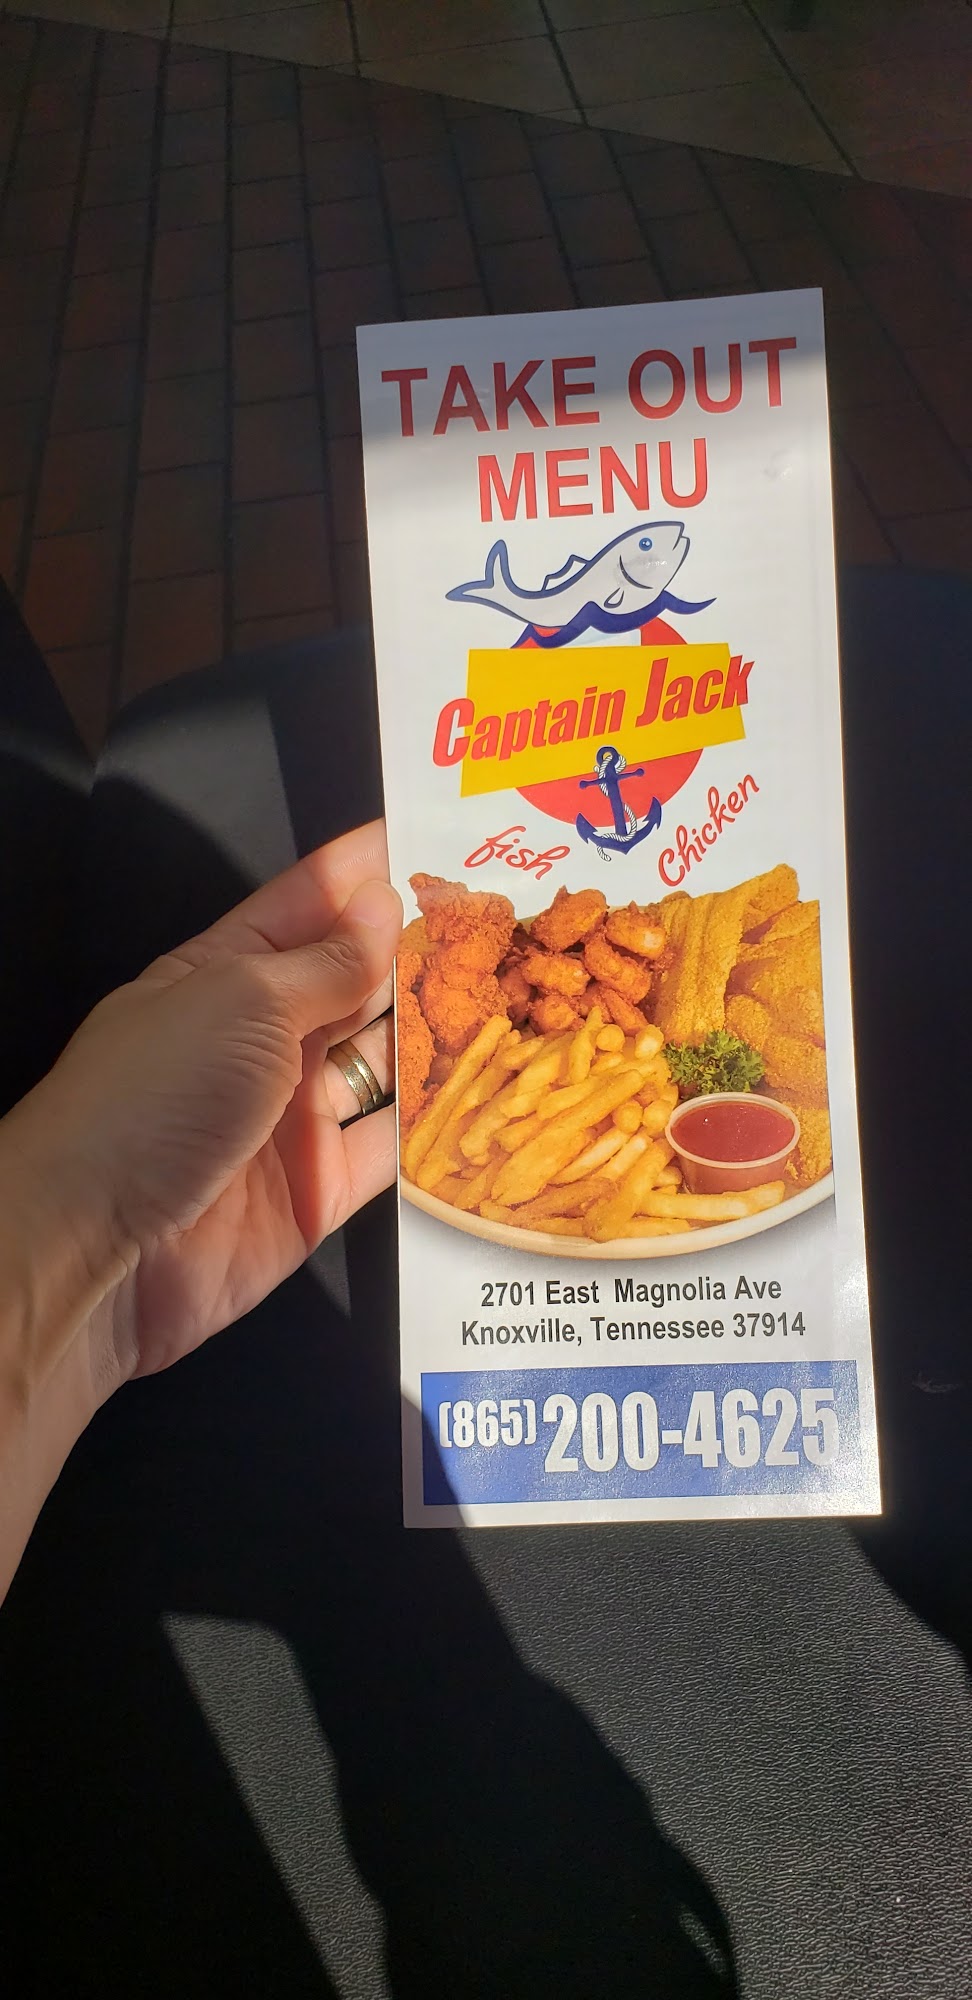 TAKE OUT
MENU
Captain Jack
fish
Chicken
2701 East Magnolia Ave
Knoxville, Tennessee 37914
(865) 200-4625